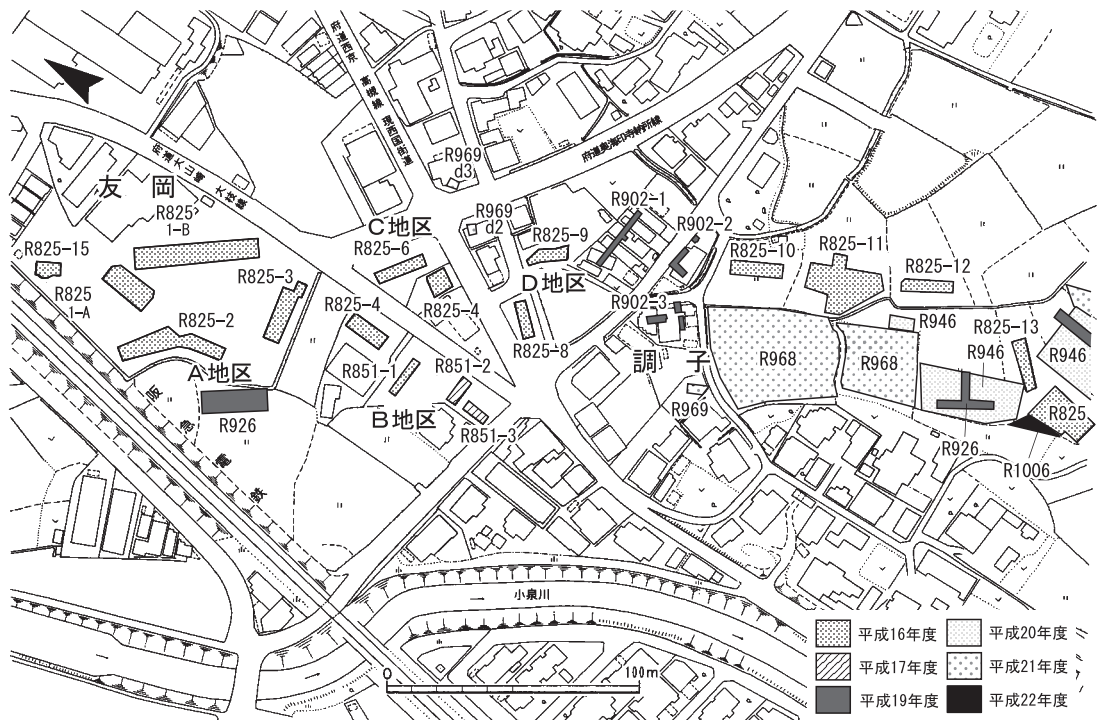 府道西京
高槻線
現西国街道
府道大山崎
大枝線
府道奥海印寺納所線
友 岡
R825
1-B
R825-15
R825
1-A
R825-2
R825-3
A地区
R926
阪急電鉄
C地区
R825-6
R825-4
R825-4
R851-1
R851-2
B地区
R851-3
R969
d3
R969
d2
R825-9
D地区
R825-8
R902-1
R902-2
R902-3
調 子
R825-10
R825-11
R825-12
R968
R968
R946
R825-13
R946
R946
R969
R926
R825
R1006
小泉川
0
100m
平成16年度
平成17年度
平成19年度
平成20年度
平成21年度
平成22年度